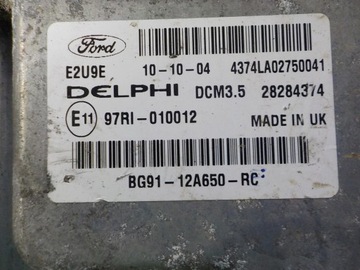 Ford
E2U9E 10-10-04 4374LA02750041
DELPHI DCM3.5 28284374
E11 97RI-010012 MADE IN UK
BG91-12A650-RC